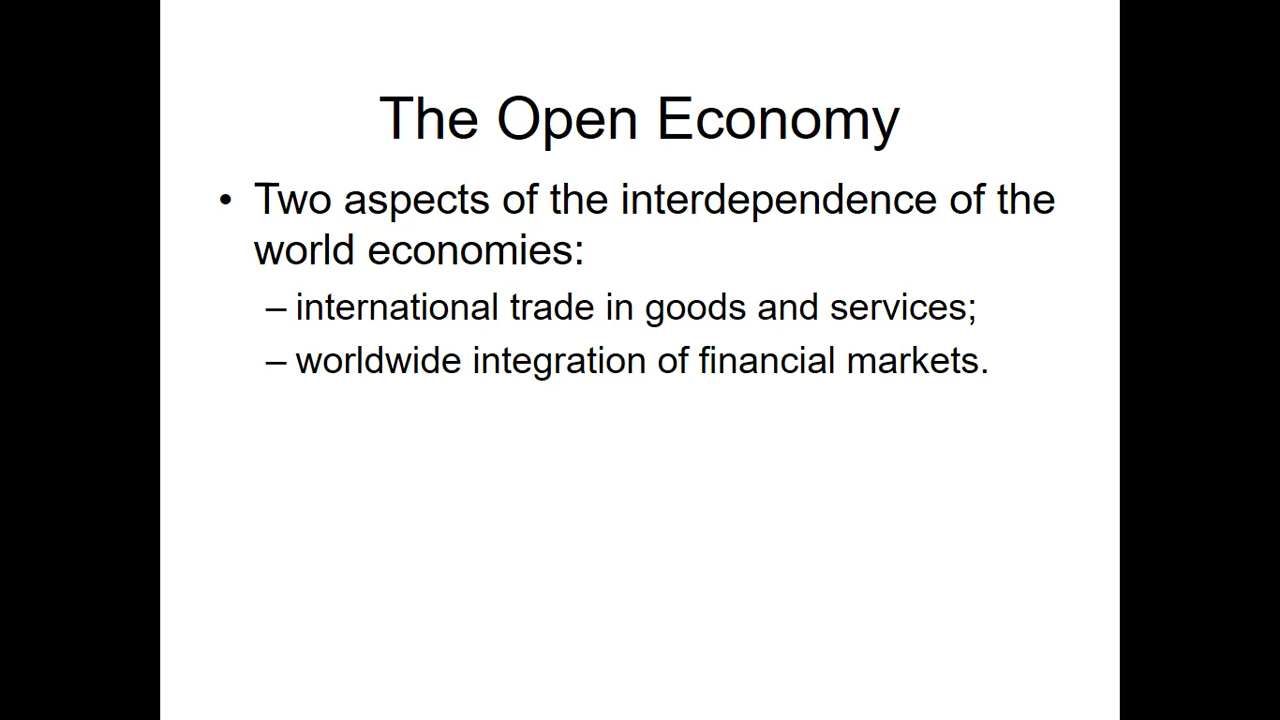 The Open Economy
• Two aspects of the interdependence of the
world economies:
– international trade in goods and services;
– worldwide integration of financial markets.